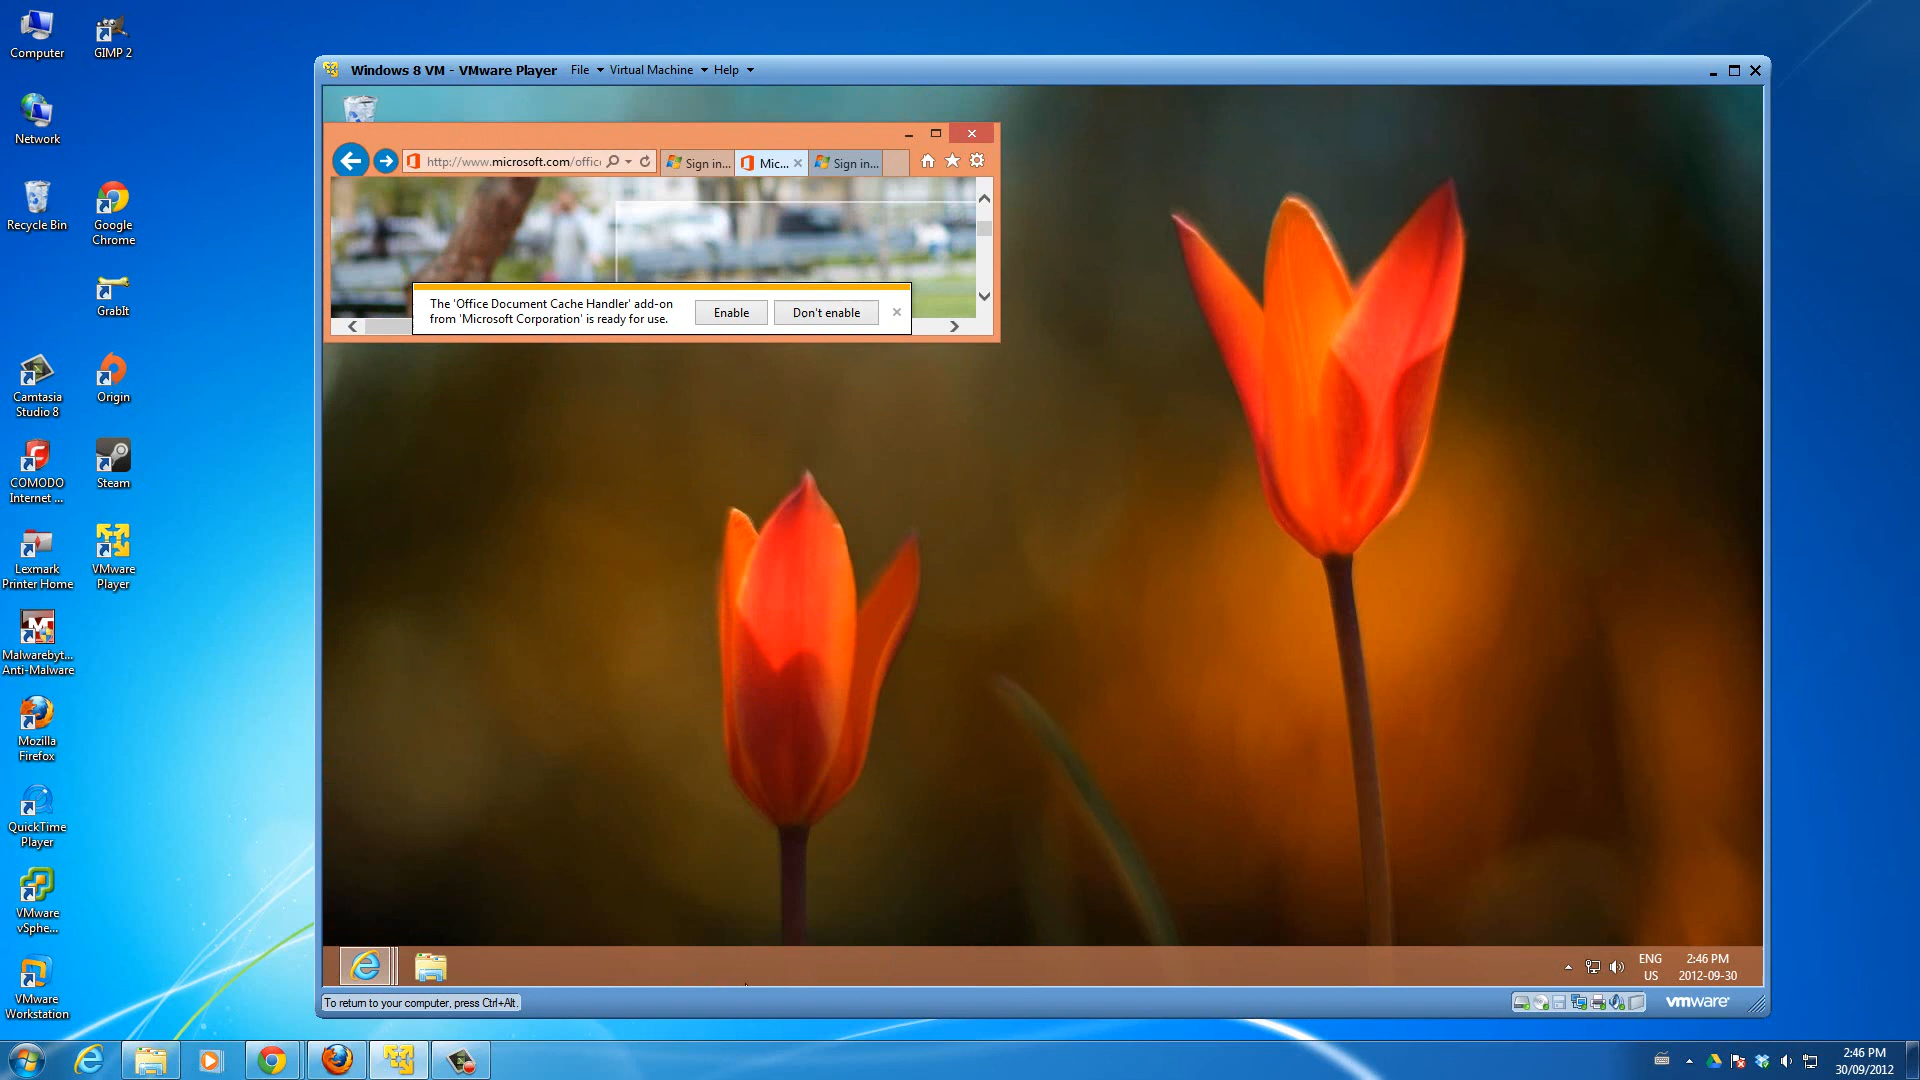 Computer
GIMP 2
Network
Recycle Bin
Google
Chrome
GrabIt
Camtasia
Studio 8
Origin
COMODO
Internet ...
Steam
Lexmark
Printer Home
VMware
Player
Malwarebyt...
Anti-Malware
Mozilla
Firefox
QuickTime
Player
VMware
vSphe...
VMware
Workstation
Windows 8 VM - VMware Player File Virtual Machine Help
http://www.microsoft.com/offic Sign in... Mic... Sign in...
The 'Office Document Cache Handler' add-on
from 'Microsoft Corporation' is ready for use.
Enable Don't enable
ENG
US
2:46 PM
2012-09-30
To return to your computer, press Ctrl+Alt.
vmware
2:46 PM
30/09/2012